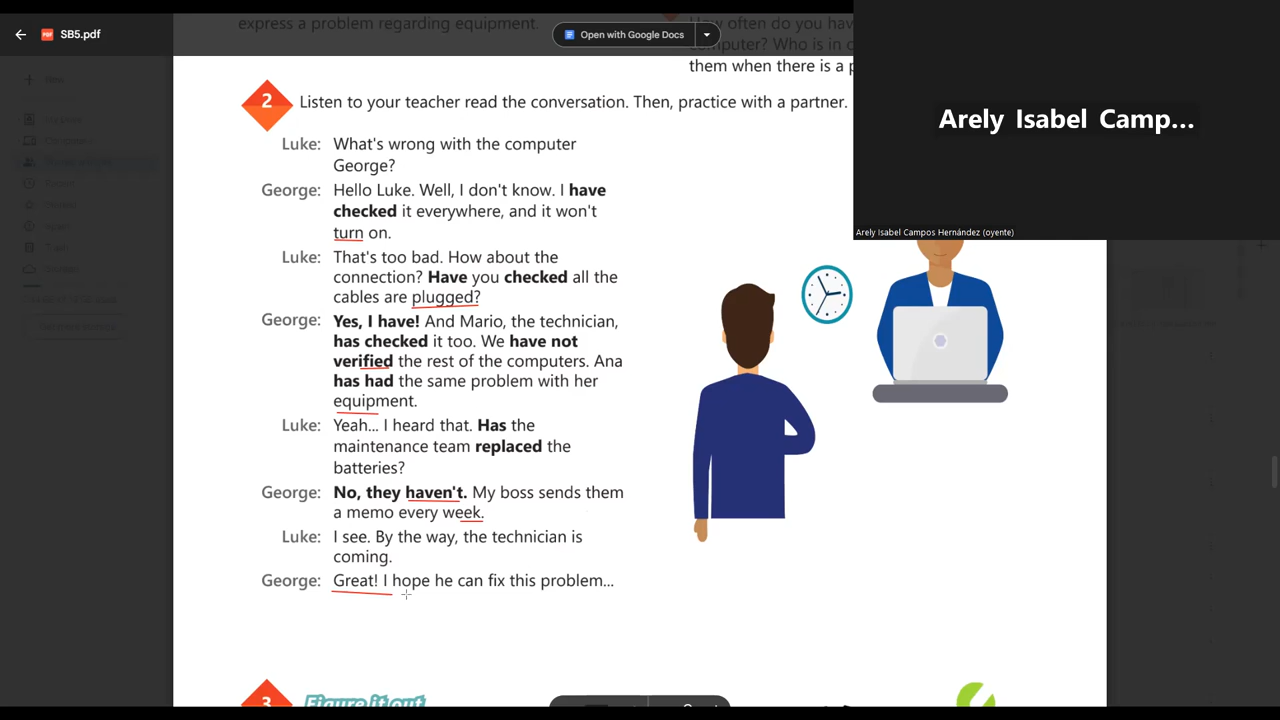 express a problem regarding equipment.
How often do you hav
SB5.pdf
Open with Google Docs
computer? Who is in
them when there is a p
Arely Isabel Camp...
Arely Isabel Campos Hernández (oyente)
2 Listen to your teacher read the conversation. Then, practice with a partner.
Luke: What's wrong with the computer
George?
George: Hello Luke. Well, I don't know. I have
checked it everywhere, and it won't
turn on.
Luke: That's too bad. How about the
connection? Have you checked all the
cables are plugged?
George: Yes, I have! And Mario, the technician,
has checked it too. We have not
verified the rest of the computers. Ana
has had the same problem with her
equipment.
Luke: Yeah... I heard that. Has the
maintenance team replaced the
batteries?
George: No, they haven't. My boss sends them
a memo every week.
Luke: I see. By the way, the technician is
coming.
George: Great! I hope he can fix this problem...
3 Figure it out